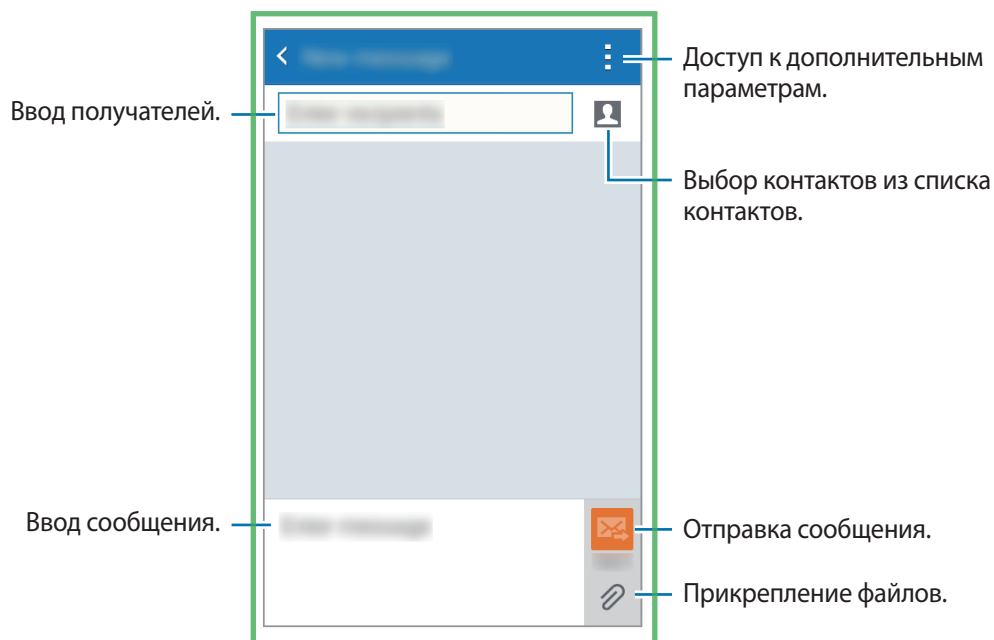 Доступ к дополнительным
параметрам.
Ввод получателей.
Выбор контактов из списка
контактов.
Ввод сообщения.
Отправка сообщения.
Прикрепление файлов.